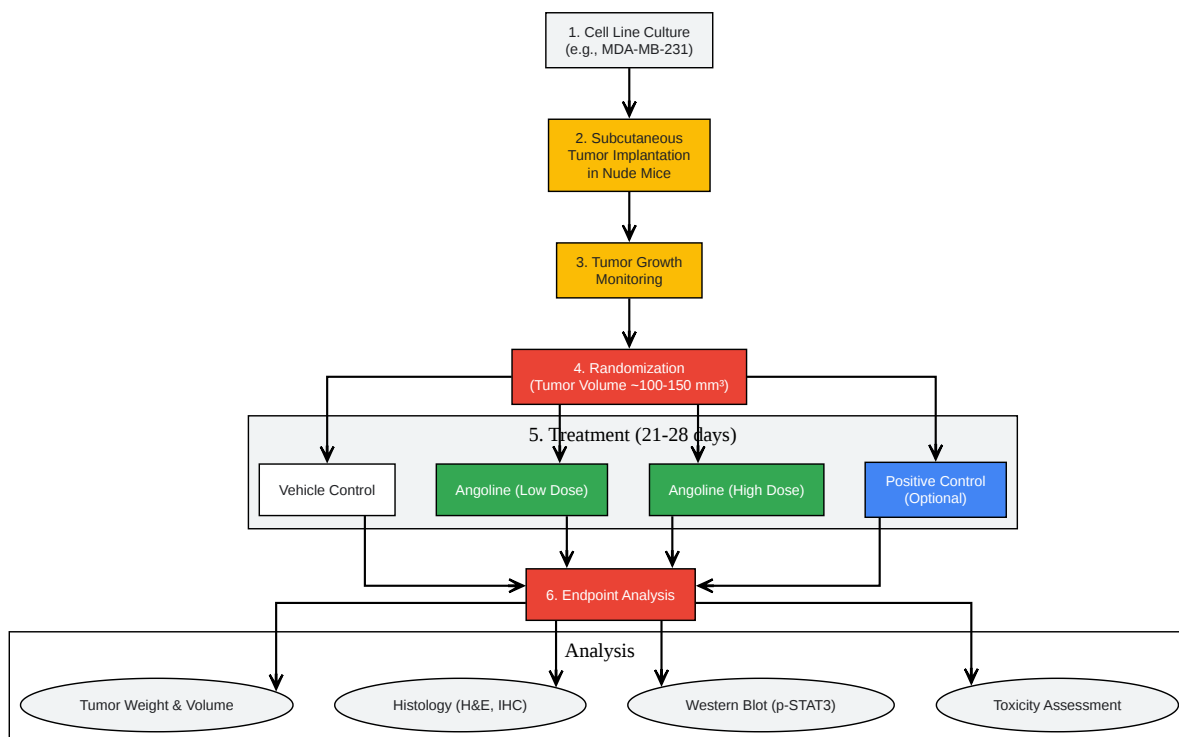 1. Cell Line Culture
(e.g., MDA-MB-231)
2. Subcutaneous
Tumor Implantation
in Nude Mice
3. Tumor Growth
Monitoring
4. Randomization
(Tumor Volume ~100-150 mm³)
5. Treatment (21-28 days)
Vehicle Control
Angoline (Low Dose)
Angoline (High Dose)
Positive Control
(Optional)
6. Endpoint Analysis
Analysis
Tumor Weight & Volume
Histology (H&E, IHC)
Western Blot (p-STAT3)
Toxicity Assessment